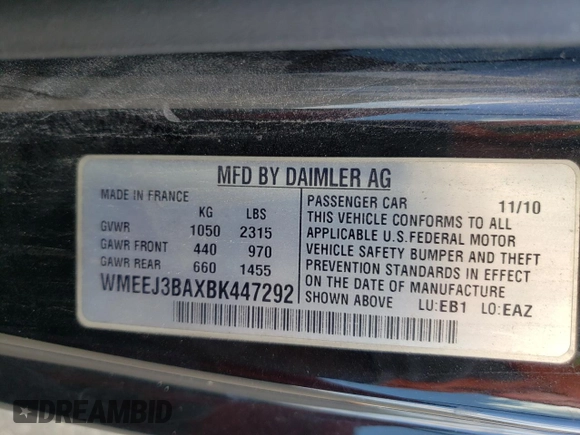 MFD BY DAIMLER AG
MADE IN FRANCE
KG LBS
GVWR 1050 2315
GAWR FRONT 440 970
GAWR REAR 660 1455
WMEEJ3BAXBK447292
PASSENGER CAR 11/10
THIS VEHICLE CONFORMS TO ALL
APPLICABLE U.S.FEDERAL MOTOR
VEHICLE SAFETY BUMPER AND THEFT
PREVENTION STANDARDS IN EFFECT
ON THE DATE OF MANUFACTURE
SHOWN ABOVE LU:EB1 LO:EAZ
DREAMBID